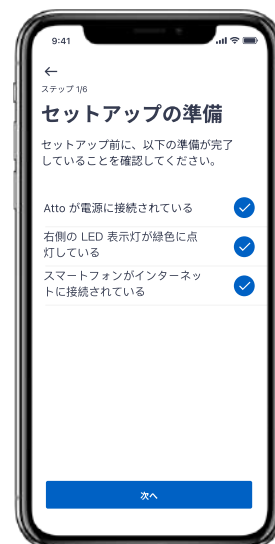 9:41
ステップ 1/6
セットアップの準備
セットアップ前に、以下の準備が完了
していることを確認してください。
Atto が電源に接続されている
右側の LED 表示灯が緑色に点
灯している
スマートフォンがインターネッ
トに接続されている
次へ